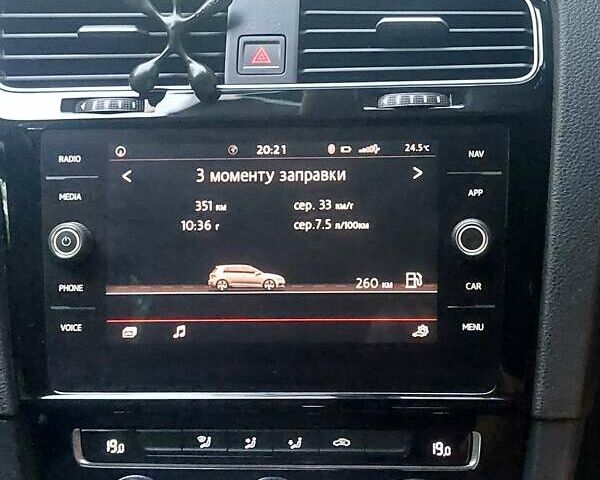 RADIO
MEDIA
PHONE
VOICE
20:21 24.5°C
З моменту заправки
351 км сер. 33 км/г
10:36 г сер.7.5 л/100км
260 км
NAV
APP
CAR
MENU
19,0 19,0